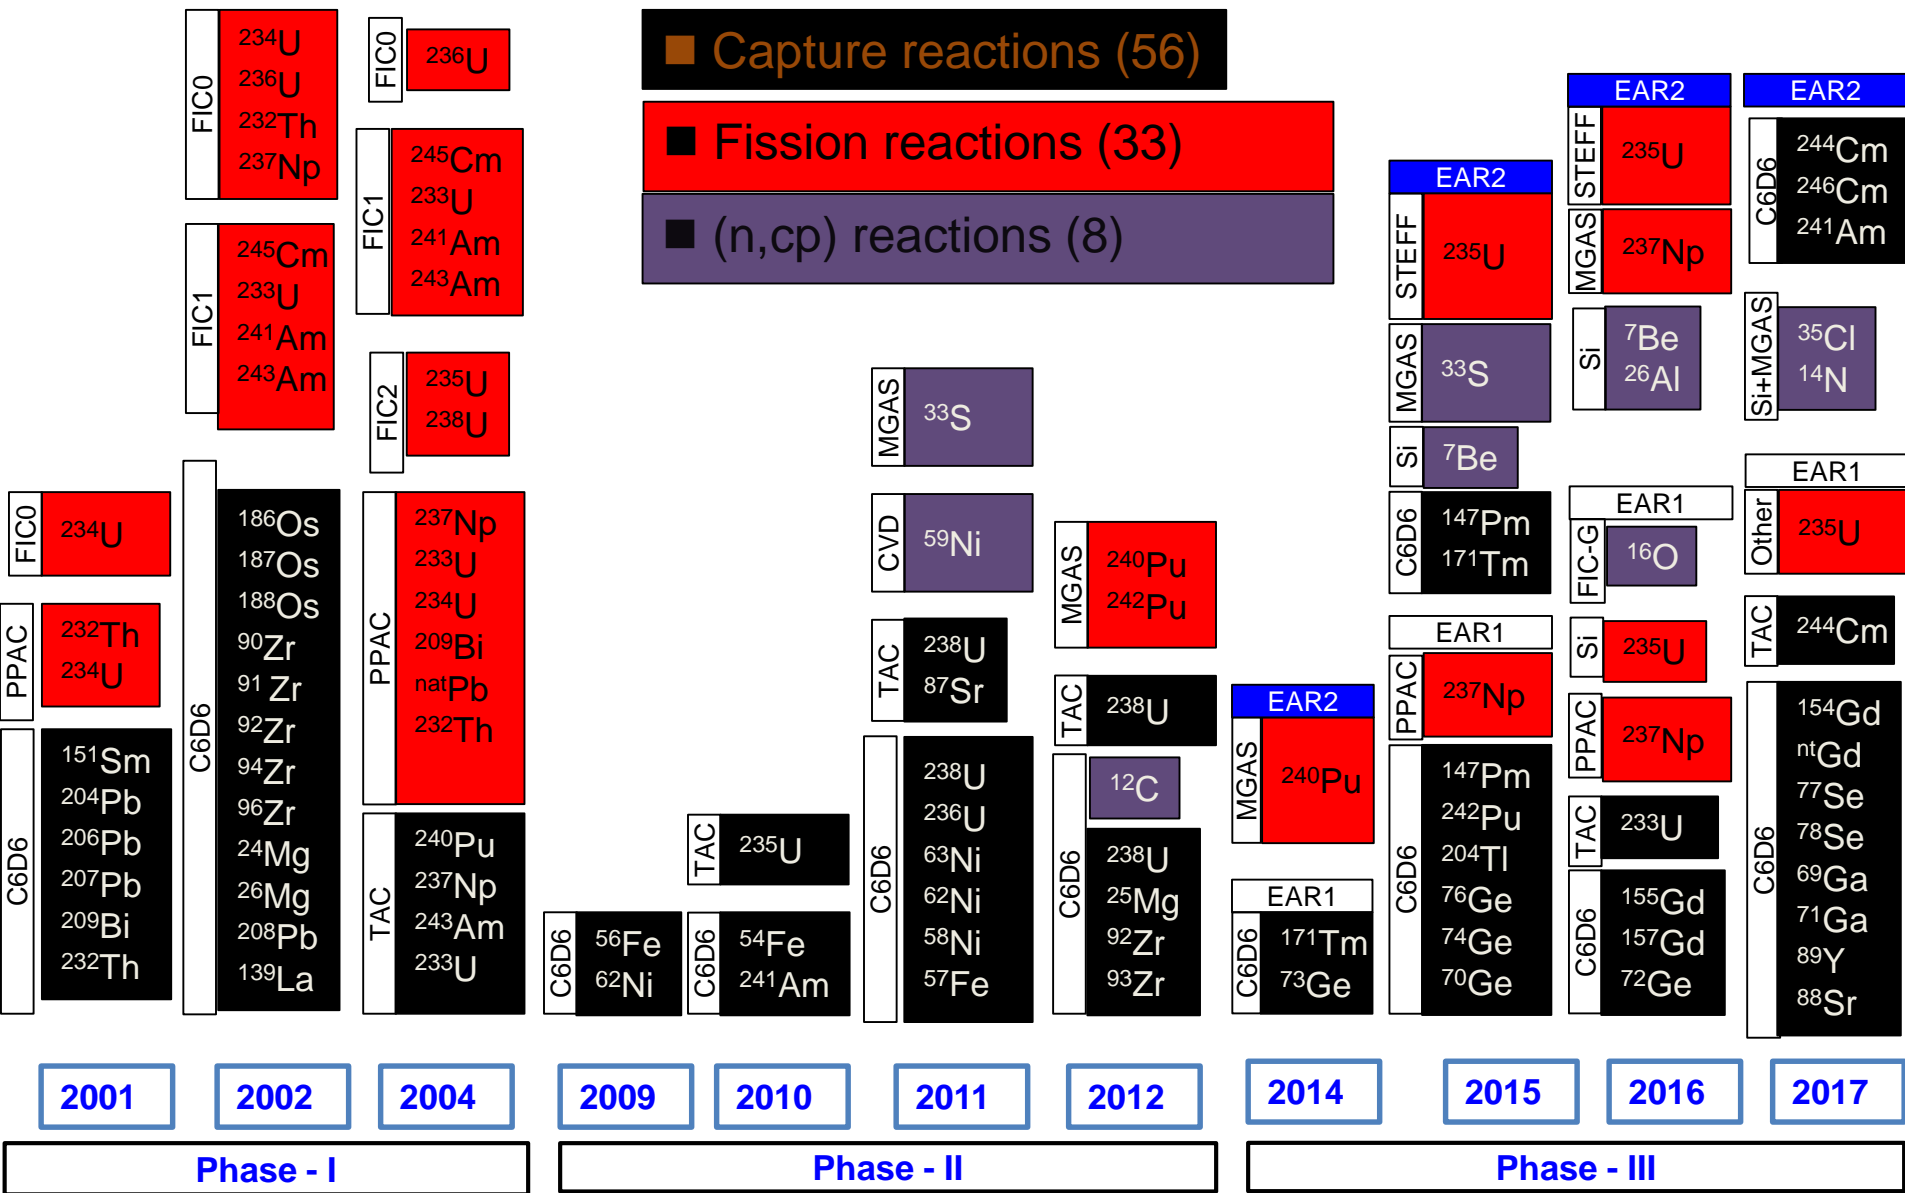 ■ Capture reactions (56)
■ Fission reactions (33)
■ (n,cp) reactions (8)
FIC0
234U
PPAC
232Th
234U
C6D6
151Sm
204Pb
206Pb
207Pb
209Bi
232Th
2001
FIC0
234U
236U
232Th
237Np
FIC1
245Cm
233U
241Am
243Am
C6D6
186Os
187Os
188Os
90Zr
91 Zr
92Zr
94Zr
96Zr
24Mg
26Mg
208Pb
139La
2002
FIC0
236U
FIC1
245Cm
233U
241Am
243Am
FIC2
235U
238U
PPAC
237Np
233U
234U
209Bi
natPb
232Th
TAC
240Pu
237Np
243Am
233U
2004
Phase - I
C6D6
56Fe
62Ni
2009
TAC
235U
C6D6
54Fe
241Am
2010
MGAS
33S
CVD
59Ni
TAC
238U
87Sr
C6D6
238U
236U
63Ni
62Ni
58Ni
57Fe
2011
MGAS
240Pu
242Pu
TAC
238U
C6D6
12C
238U
25Mg
92Zr
93Zr
2012
Phase - II
EAR2
MGAS
240Pu
EAR1
C6D6
171Tm
73Ge
2014
EAR2
STEFF
235U
MGAS
33S
Si
7Be
C6D6
147Pm
171Tm
EAR1
PPAC
237Np
C6D6
147Pm
242Pu
204Tl
76Ge
74Ge
70Ge
2015
EAR2
STEFF
235U
MGAS
237Np
Si
7Be
26Al
EAR1
FIC-G
16O
Si
235U
PPAC
237Np
TAC
233U
C6D6
155Gd
157Gd
72Ge
2016
EAR2
C6D6
244Cm
246Cm
241Am
Si+MGAS
35Cl
14N
EAR1
Other
235U
TAC
244Cm
C6D6
154Gd
ntGd
77Se
78Se
69Ga
71Ga
89Y
88Sr
2017
Phase - III